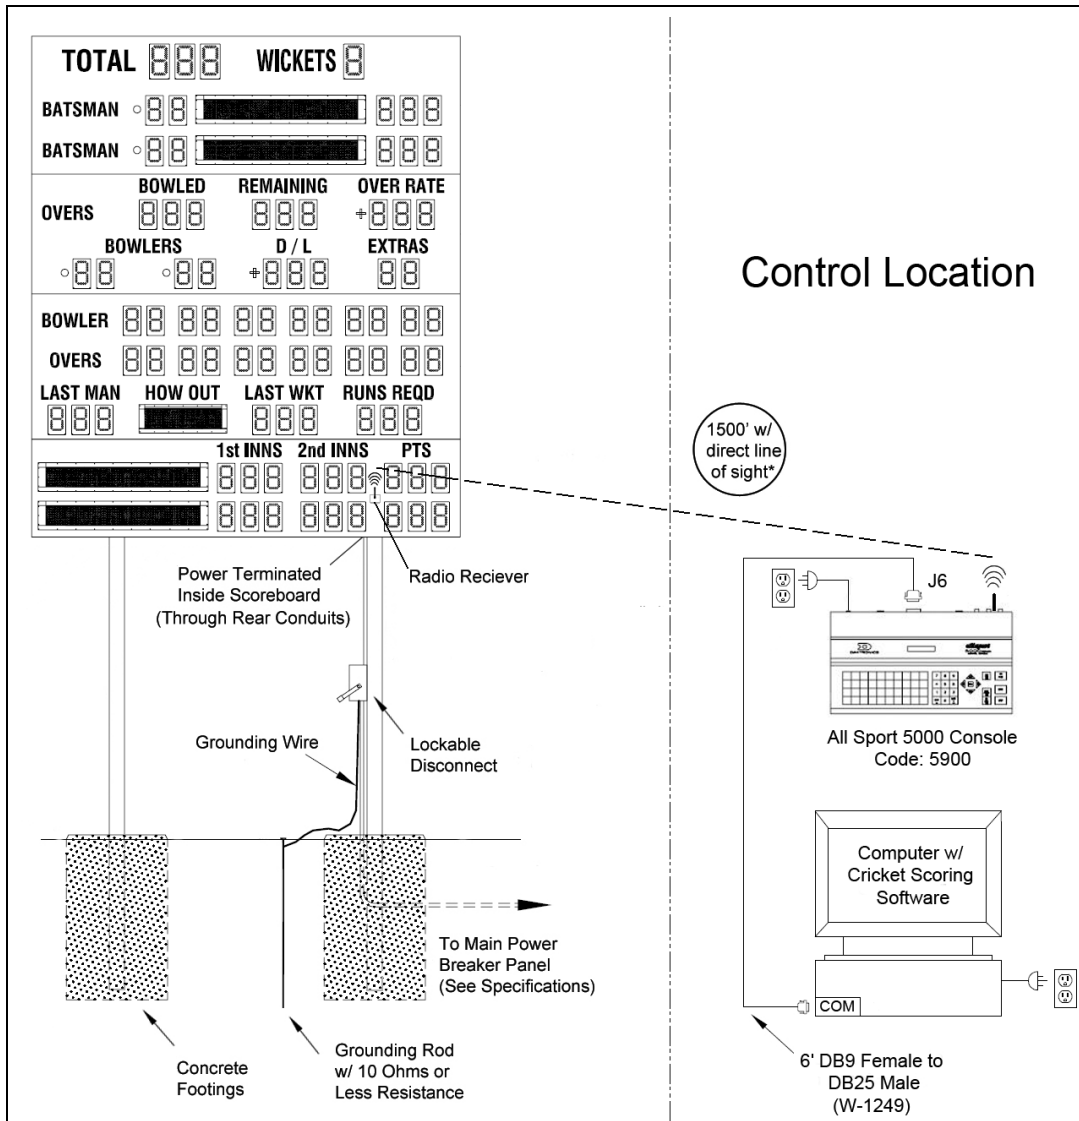 TOTAL WICKETS
BATSMAN
BATSMAN
BOWLED REMAINING OVER RATE
OVERS
BOWLERS D / L EXTRAS
BOWLER
OVERS
LAST MAN HOW OUT LAST WKT RUNS REQD
1st INNS 2nd INNS PTS
Power Terminated
Inside Scoreboard
(Through Rear Conduits)
Radio Reciever
Grounding Wire
Lockable
Disconnect
To Main Power
Breaker Panel
(See Specifications)
Concrete
Footings
Grounding Rod
w/ 10 Ohms or
Less Resistance
Control Location
1500' w/
direct line
of sight*
J6
DAKTRONICS
All Sport 5000 Console
Code: 5900
Computer w/
Cricket Scoring
Software
COM
6' DB9 Female to
DB25 Male
(W-1249)